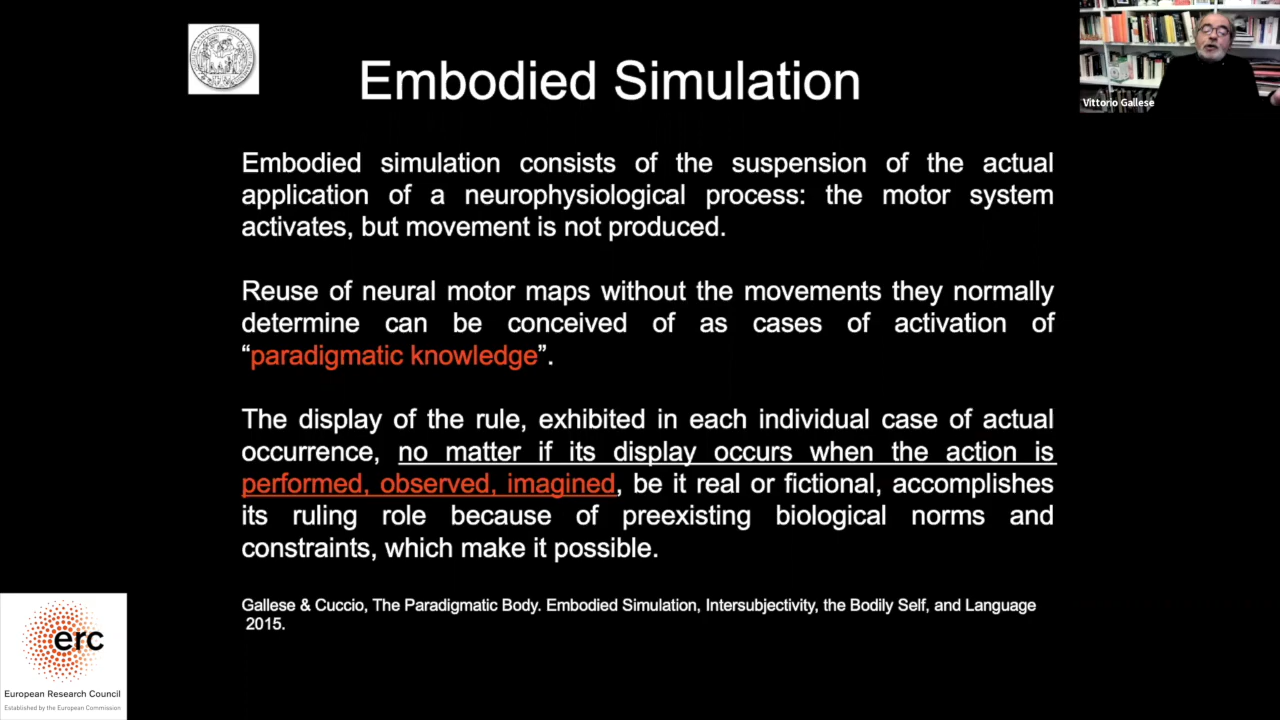 Embodied Simulation
Vittorio Gallese
Embodied simulation consists of the suspension of the actual
application of a neurophysiological process: the motor system
activates, but movement is not produced.
Reuse of neural motor maps without the movements they normally
determine can be conceived of as cases of activation of
“paradigmatic knowledge”.
The display of the rule, exhibited in each individual case of actual
occurrence, no matter if its display occurs when the action is
performed, observed, imagined, be it real or fictional, accomplishes
its ruling role because of preexisting biological norms and
constraints, which make it possible.
Gallese & Cuccio, The Paradigmatic Body. Embodied Simulation, Intersubjectivity, the Bodily Self, and Language
2015.
erc
European Research Council
Established by the European Commission